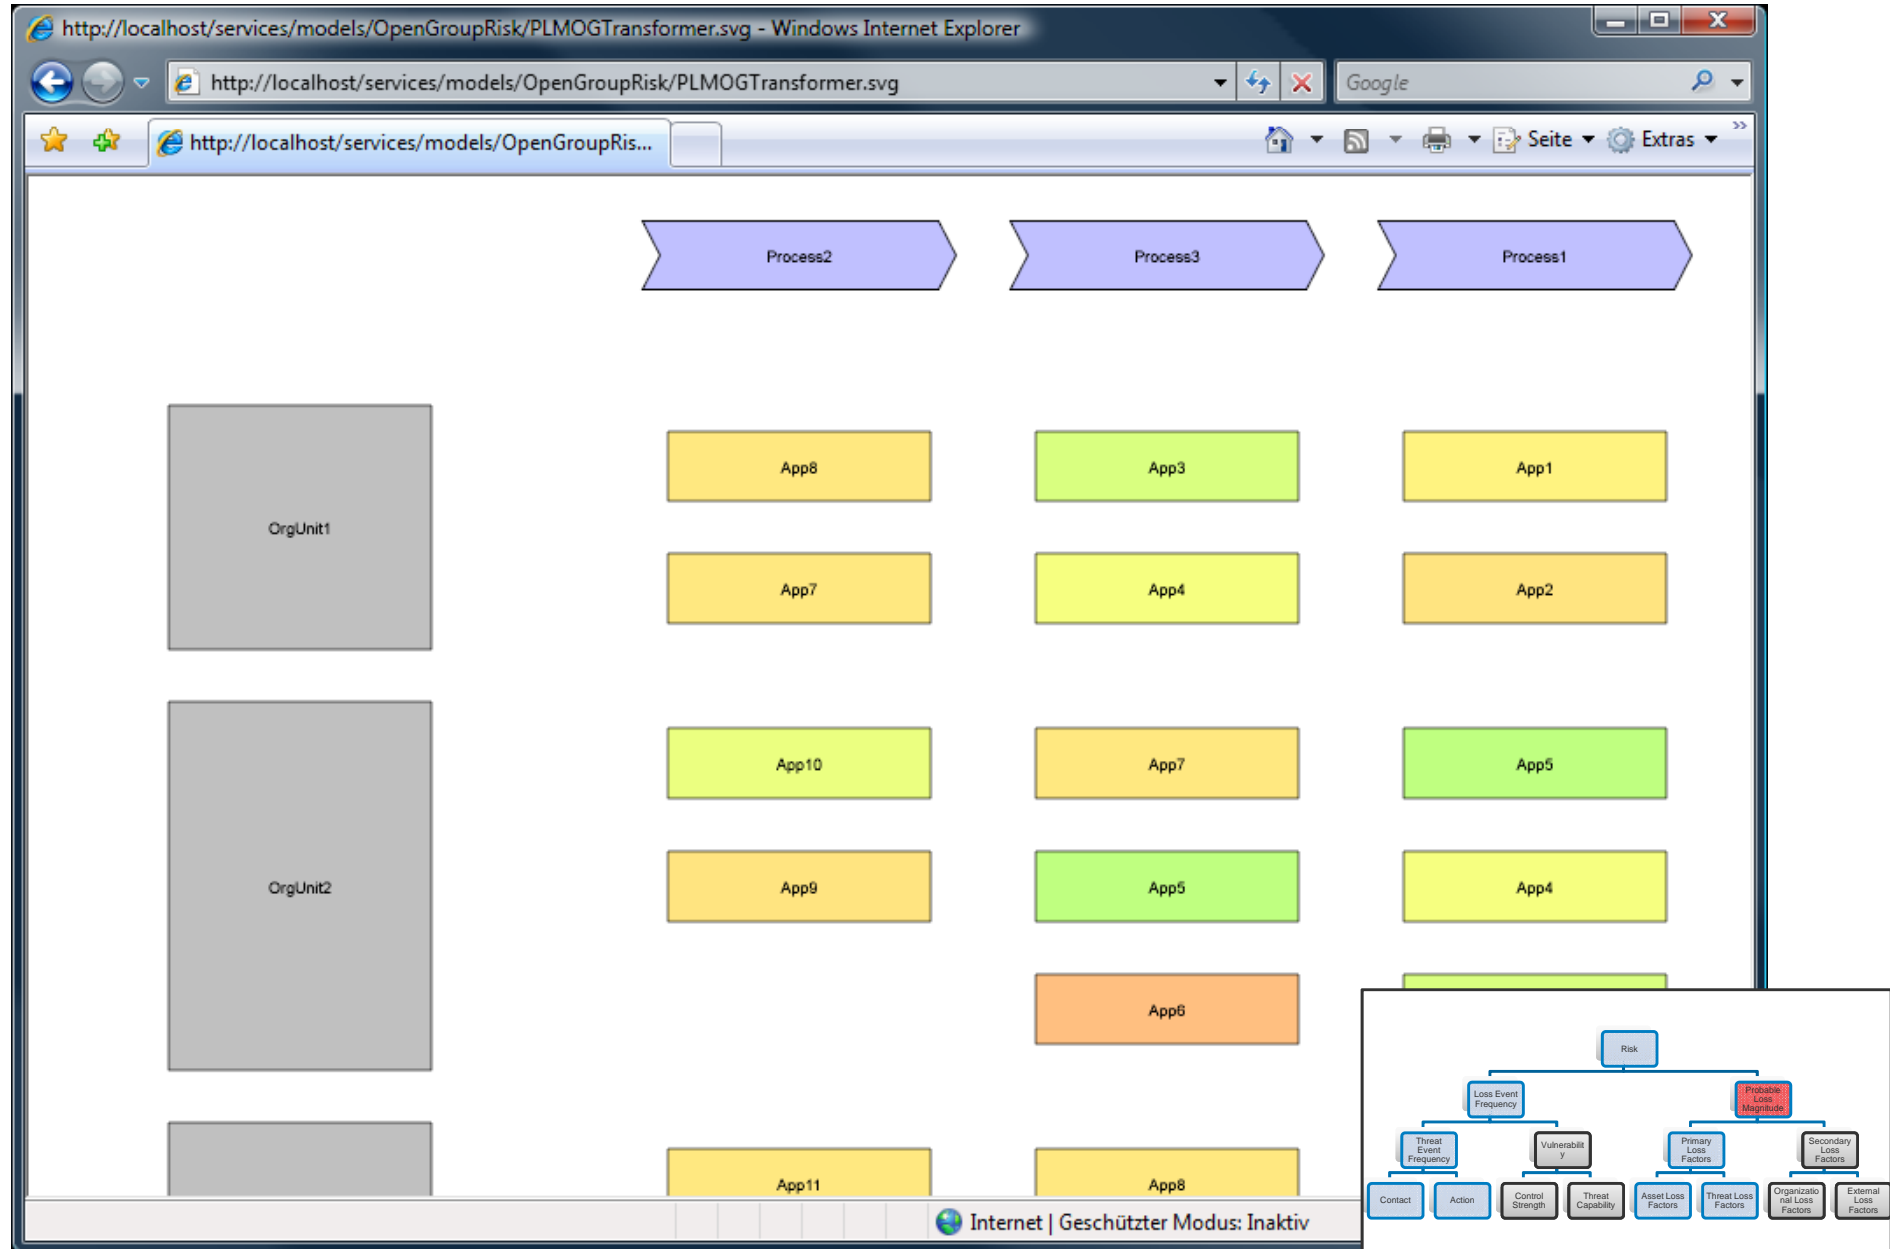 http://localhost/services/models/OpenGroupRisk/PLMOGTransformer.svg - Windows Internet Explorer
http://localhost/services/models/OpenGroupRisk/PLMOGTransformer.svg
Google
http://localhost/services/models/OpenGroupRis...
Seite
Extras
Process2
Process3
Process1
OrgUnit1
App8
App3
App1
App7
App4
App2
OrgUnit2
App10
App7
App5
App9
App5
App4
App6
App11
App8
Internet | Geschützter Modus: Inaktiv
Risk
Loss Event
Frequency
Probable
Loss
Magnitude
Threat
Event
Frequency
Vulnerabilit
y
Primary
Loss
Factors
Secondary
Loss
Factors
Contact
Action
Control
Strength
Threat
Capability
Asset Loss
Factors
Threat Loss
Factors
Organizatio
nal Loss
Factors
External
Loss
Factors